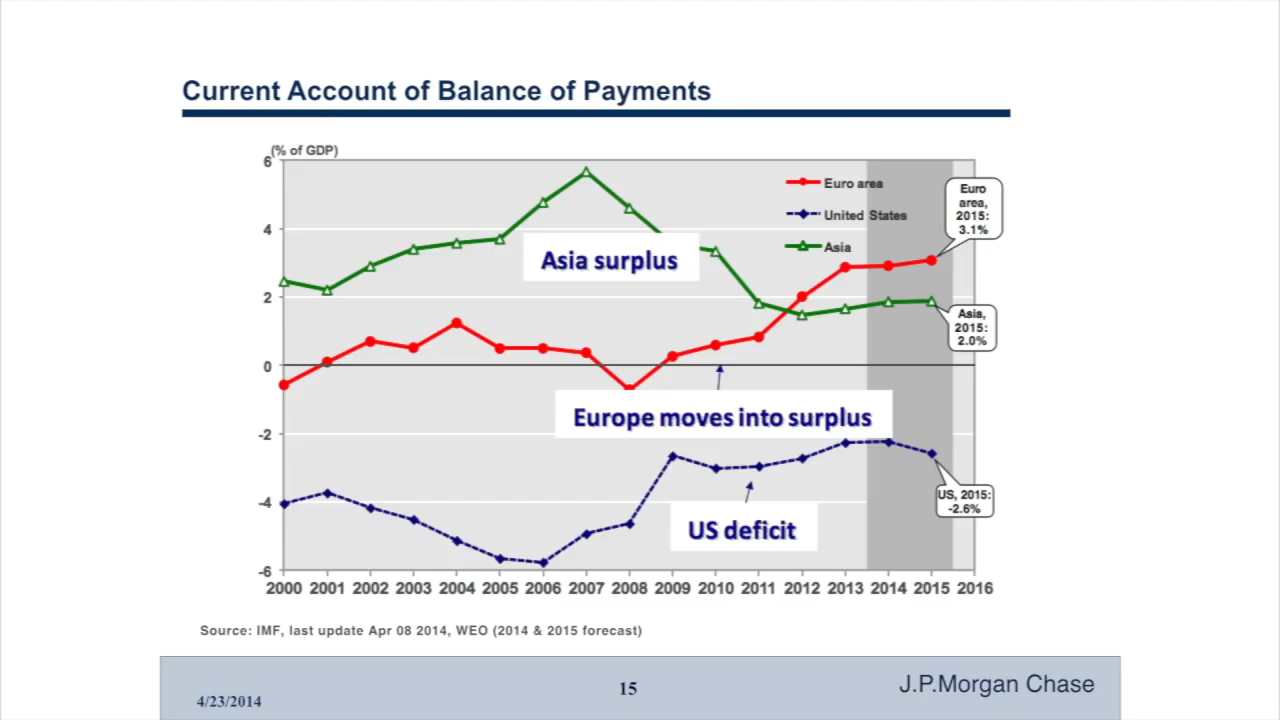 Current Account of Balance of Payments
(% of GDP)
6
4
2
0
-2
-4
-6
Euro area
United States
Asia
Euro
area,
2015:
3.1%
Asia surplus
Asia,
2015:
2.0%
Europe moves into surplus
US, 2015:
-2.6%
US deficit
2000 2001 2002 2003 2004 2005 2006 2007 2008 2009 2010 2011 2012 2013 2014 2015 2016
Source: IMF, last update Apr 08 2014, WEO (2014 & 2015 forecast)
4/23/2014
15
J.P.Morgan Chase